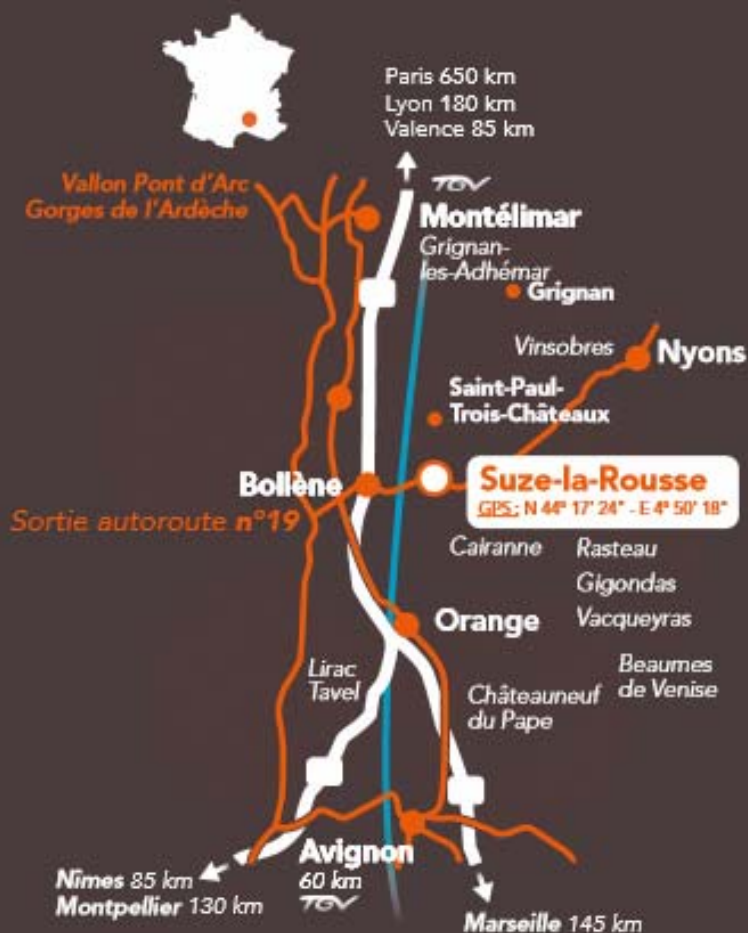 Paris 650 km
Lyon 180 km
Valence 85 km
TGV
Vallon Pont d'Arc
Gorges de l'Ardèche
Montélimar
Grignan-
les-Adhémar
Grignan
Vinsobres
Nyons
Saint-Paul-
Trois-Châteaux
Bollène
Suze-la-Rousse
GPS: N 44° 17' 24" - E 4° 50' 18"
Sortie autoroute n°19
Cairanne
Rasteau
Gigondas
Orange
Vacqueyras
Lirac
Tavel
Beaumes
de Venise
Châteauneuf
du Pape
Avignon
60 km
TGV
Nîmes 85 km
Montpellier 130 km
Marseille 145 km